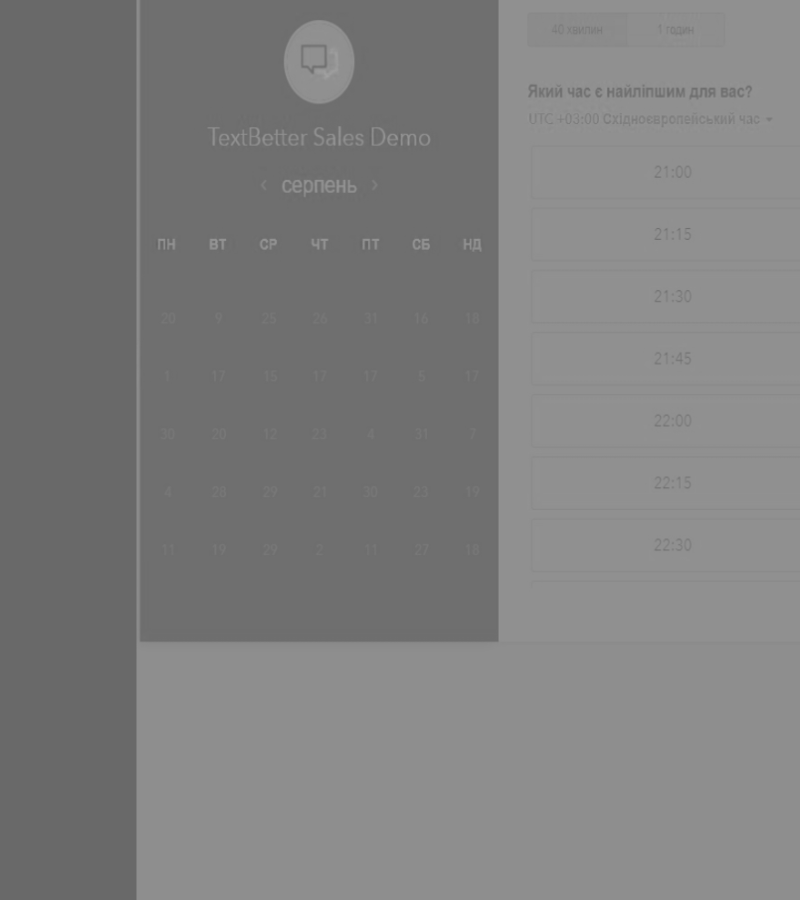 TextBetter Sales Demo
‹ серпень ›
ПН ВТ СР ЧТ ПТ СБ НД
20 9 25 26 31 16 18
1 17 15 17 17 5 17
30 20 12 23 4 31 7
4 28 29 21 30 23 19
11 19 29 2 11 27 18
40 хвилин 1 годин
Який час є найліпшим для вас?
UTC +03:00 Східноєвропейський час
21:00
21:15
21:30
21:45
22:00
22:15
22:30